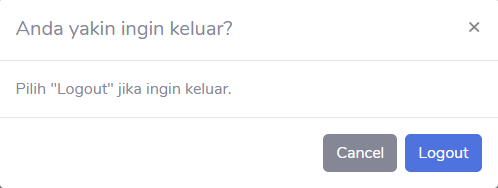 Anda yakin ingin keluar?
×
Pilih "Logout" jika ingin keluar.
Cancel
Logout